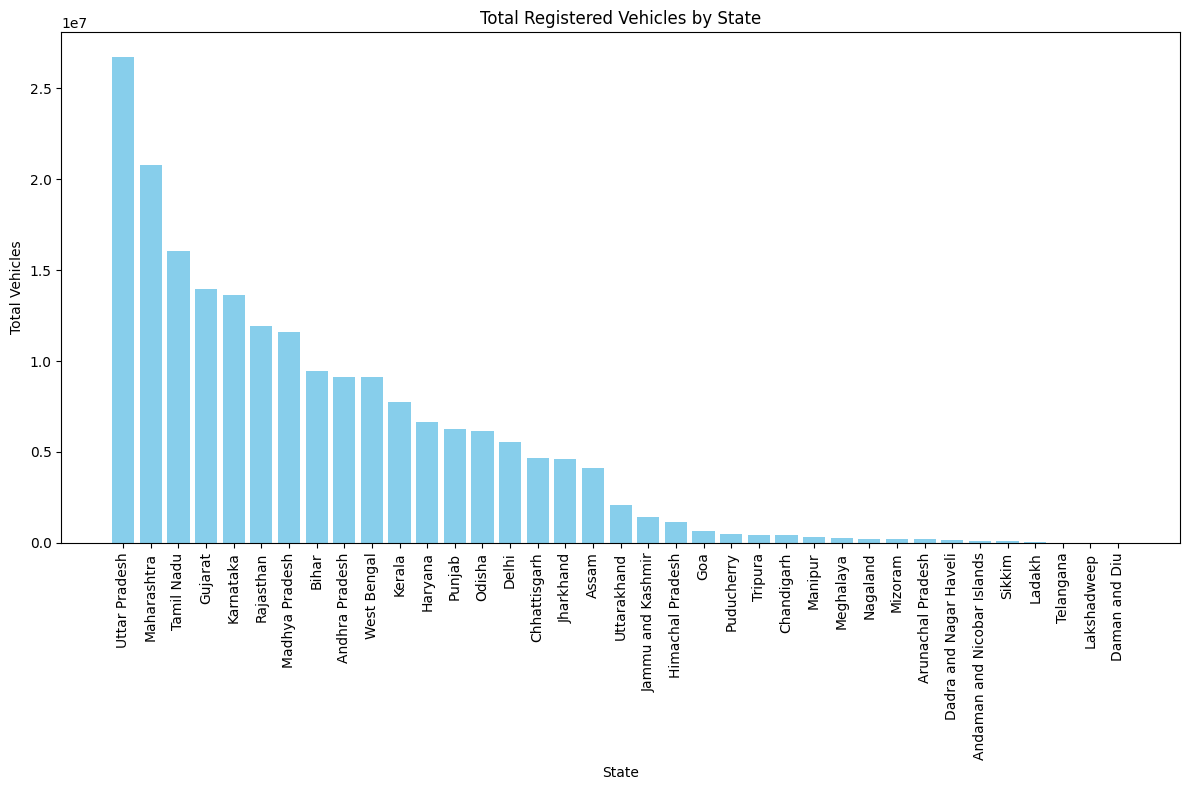 Total Registered Vehicles by State
1e7
2.5
2.0
1.5
1.0
0.5
0.0
Total Vehicles
Uttar Pradesh
Maharashtra
Tamil Nadu
Gujarat
Karnataka
Rajasthan
Madhya Pradesh
Bihar
Andhra Pradesh
West Bengal
Kerala
Haryana
Punjab
Odisha
Delhi
Chhattisgarh
Jharkhand
Assam
Uttarakhand
Jammu and Kashmir
Himachal Pradesh
Goa
Puducherry
Tripura
Chandigarh
Manipur
Meghalaya
Nagaland
Mizoram
Arunachal Pradesh
Dadra and Nagar Haveli
Andaman and Nicobar Islands
Sikkim
Ladakh
Telangana
Lakshadweep
Daman and Diu
State